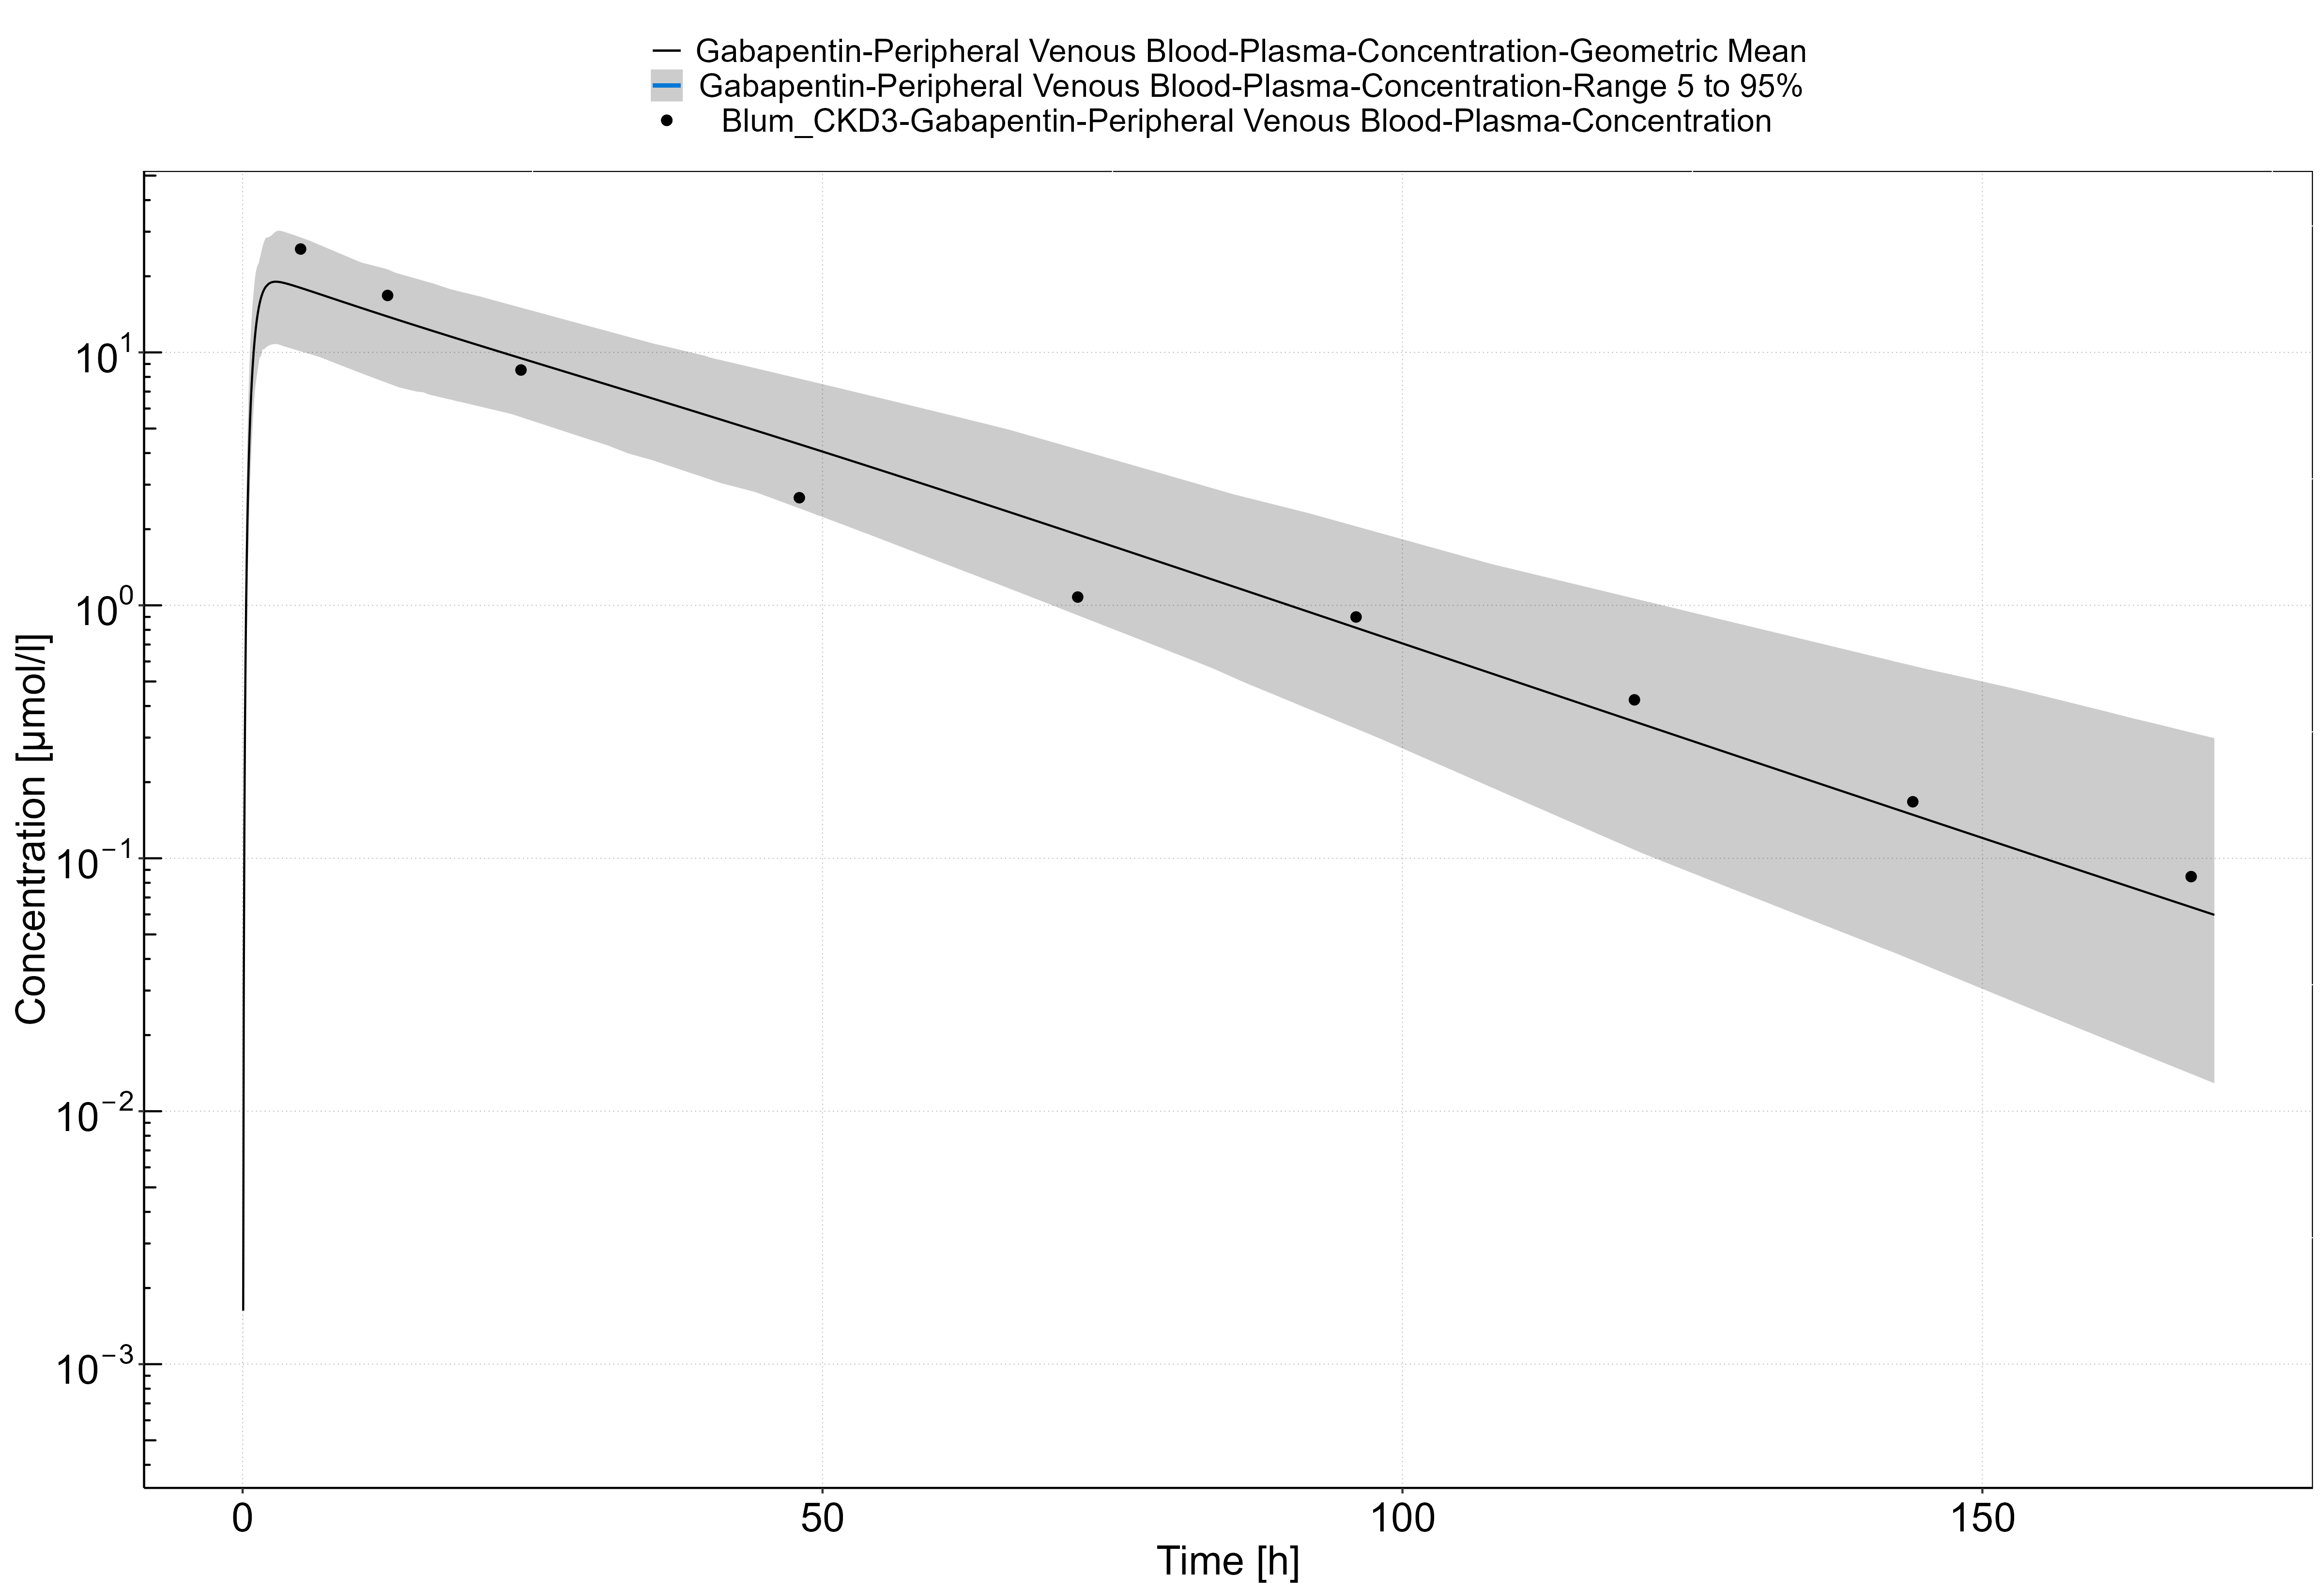 Gabapentin-Peripheral Venous Blood-Plasma-Concentration-Geometric Mean
Gabapentin-Peripheral Venous Blood-Plasma-Concentration-Range 5 to 95%
Blum_CKD3-Gabapentin-Peripheral Venous Blood-Plasma-Concentration
Concentration [µmol/l]
10¹
10⁰
10⁻¹
10⁻²
10⁻³
0 50 100 150
Time [h]